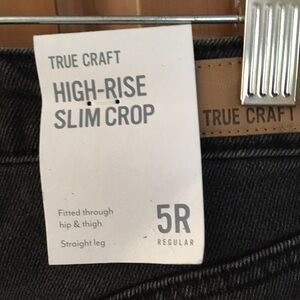 TRUE CRAFT
HIGH-RISE
SLIM CROP
TRUE CRAFT
Fitted through
hip & thigh
Straight leg
5R
REGULAR